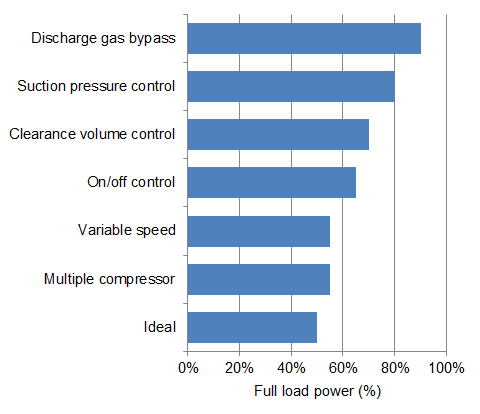 Discharge gas bypass
Suction pressure control
Clearance volume control
On/off control
Variable speed
Multiple compressor
Ideal
0% 20% 40% 60% 80% 100%
Full load power (%)